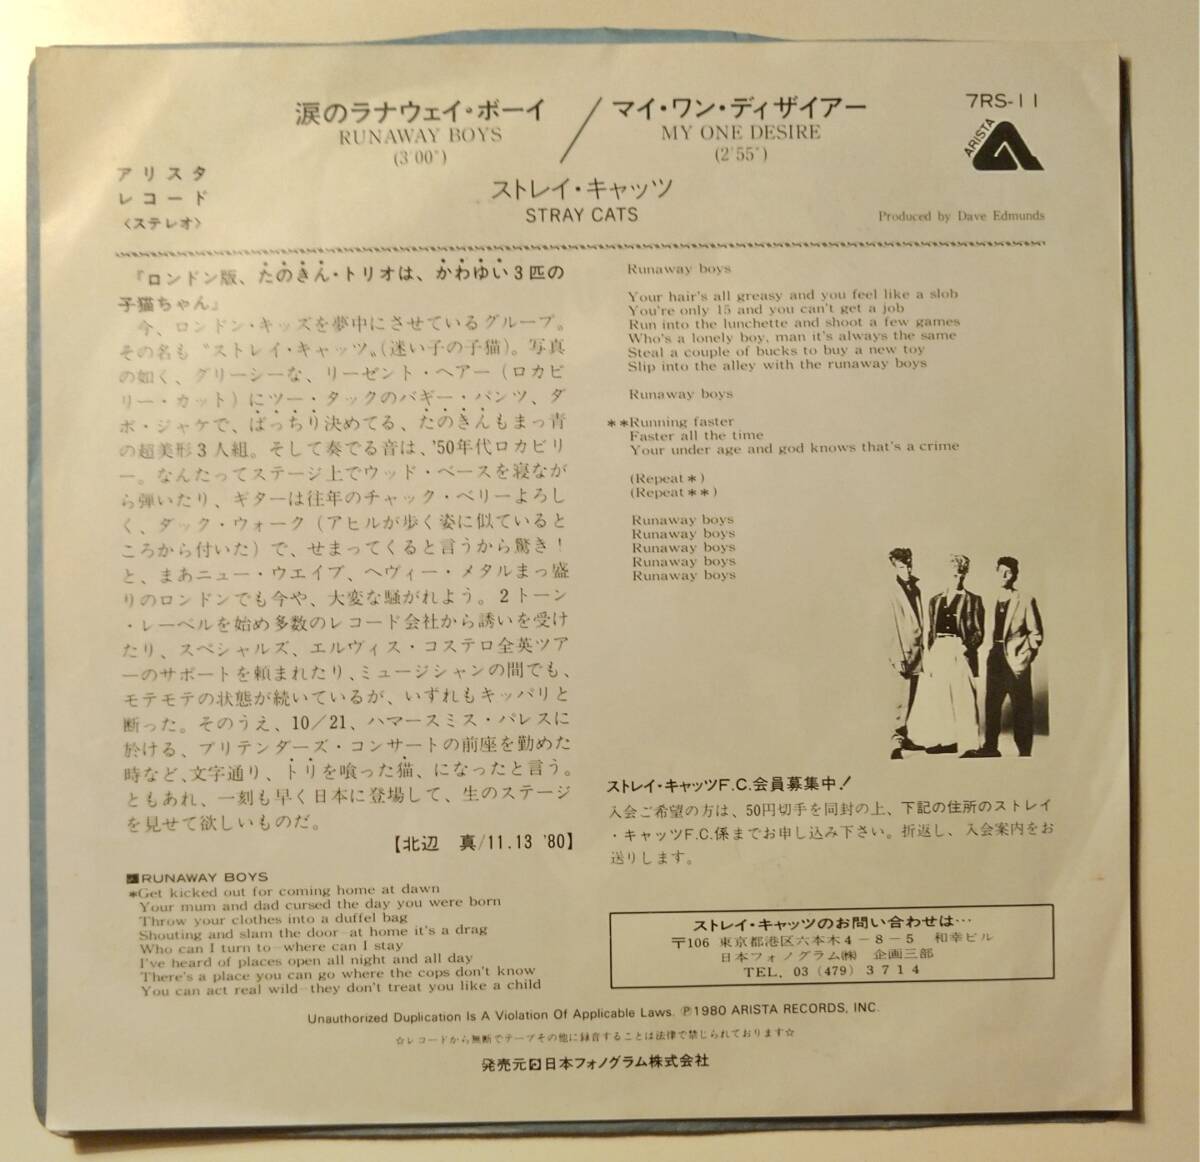 涙のラナウェイ・ボーイ／マイ・ワン・ディザイアー
RUNAWAY BOYS
(3'00")
MY ONE DESIRE
(2'55")
7RS-11
ARISTA
アリスタ
レコード
〈ステレオ〉
ストレイ・キャッツ
STRAY CATS
Produced by Dave Edmunds
『ロンドン版、たのきん・トリオは、かわゆい3匹の
子猫ちゃん』
今、ロンドン・キッズを夢中にさせているグループ。
その名も〝ストレイ・キャッツ〟(迷い子の子猫)。写真
の如く、グリーシーな、リーゼント・ヘアー（ロカビ
リー・カット）にツー・タックのバギー・パンツ、ダ
ボ・ジャケで、ばっちり決めてる、たのきんもまっ青
の超美形3人組。そして奏でる音は、'50年代ロカビリ
ー。なんたってステージ上でウッド・ベースを寝なが
ら弾いたり、ギターは往年のチャック・ベリーよろし
く、ダック・ウォーク（アヒルが歩く姿に似ていると
ころから付いた）で、せまってくると言うから驚き！
と、まあニュー・ウエイブ、ヘヴィー・メタルまっ盛
りのロンドンでも今や、大変な騒がれよう。2トーン
・レーベルを始め多数のレコード会社から誘いを受け
たり、スペシャルズ、エルヴィス・コステロ全英ツア
ーのサポートを頼まれたり、ミュージシャンの間でも、
モテモテの状態が続いているが、いずれもキッパリと
断った。そのうえ、10／21、ハマースミス・パレスに
於ける、プリテンダーズ・コンサートの前座を勤めた
時など、文字通り、トリを喰った猫、になったと言う。
ともあれ、一刻も早く日本に登場して、生のステージ
を見せて欲しいものだ。
【北辺 真/11.13 '80】
RUNAWAY BOYS
*Get kicked out for coming home at dawn
Your mum and dad cursed the day you were born
Throw your clothes into a duffel bag
Shouting and slam the door-at home it's a drag
Who can I turn to-where can I stay
I've heard of places open all night and all day
There's a place you can go where the cops don't know
You can act real wild-they don't treat you like a child
Runaway boys
Your hair's all greasy and you feel like a slob
You're only 15 and you can't get a job
Run into the lunchette and shoot a few games
Who's a lonely boy, man it's always the same
Steal a couple of bucks to buy a new toy
Slip into the alley with the runaway boys
Runaway boys
**Running faster
Faster all the time
Your under age and god knows that's a crime
(Repeat *)
(Repeat **)
Runaway boys
Runaway boys
Runaway boys
Runaway boys
Runaway boys
ストレイ・キャッツF.C.会員募集中！
入会ご希望の方は、50円切手を同封の上、下記の住所のストレイ
・キャッツF.C.係までお申し込み下さい。折返し、入会案内をお
送りします。
ストレイ・キャッツのお問い合わせは…
〒106 東京都港区六本木4－8－5 和幸ビル
日本フォノグラム㈱ 企画三部
TEL. 03 (479) 3714
Unauthorized Duplication Is A Violation Of Applicable Laws. ℗1980 ARISTA RECORDS, INC.
☆レコードから無断でテープその他に録音することは法律で禁じられております☆
発売元 日本フォノグラム株式会社